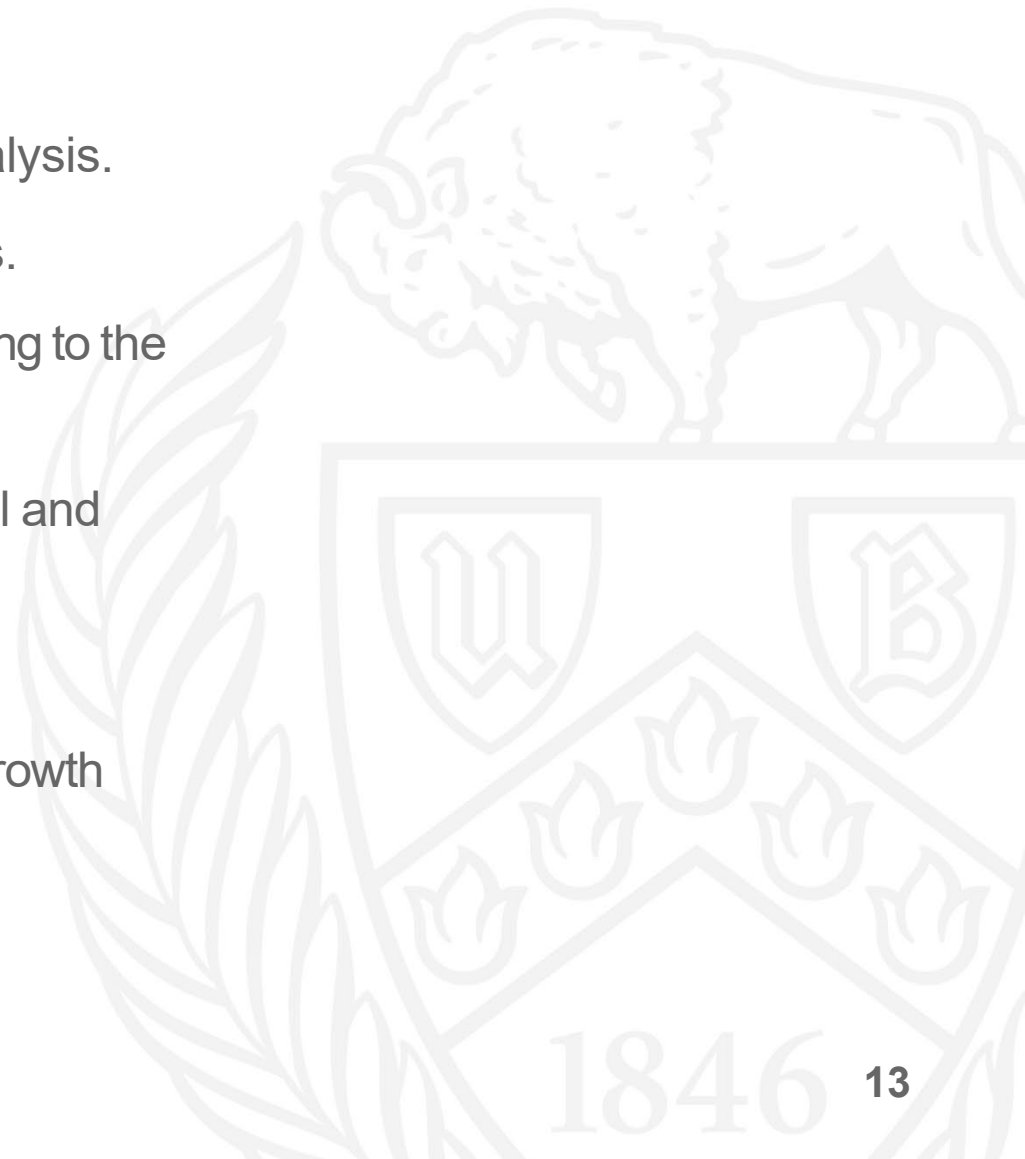 alysis.
s.
ng to the
l and
rowth
U B
1846
13